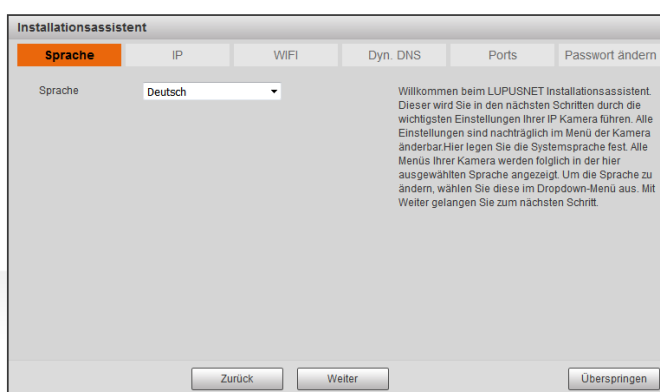 Installationsassistent
Sprache IP WIFI Dyn. DNS Ports Passwort ändern
Sprache Deutsch
Willkommen beim LUPUSNET Installationsassistent.
Dieser wird Sie in den nächsten Schritten durch die
wichtigsten Einstellungen Ihrer IP Kamera führen. Alle
Einstellungen sind nachträglich im Menü der Kamera
änderbar.Hier legen Sie die Systemsprache fest. Alle
Menüs Ihrer Kamera werden folglich in der hier
ausgewählten Sprache angezeigt. Um die Sprache zu
ändern, wählen Sie diese im Dropdown-Menü aus. Mit
Weiter gelangen Sie zum nächsten Schritt.
Zurück Weiter Überspringen